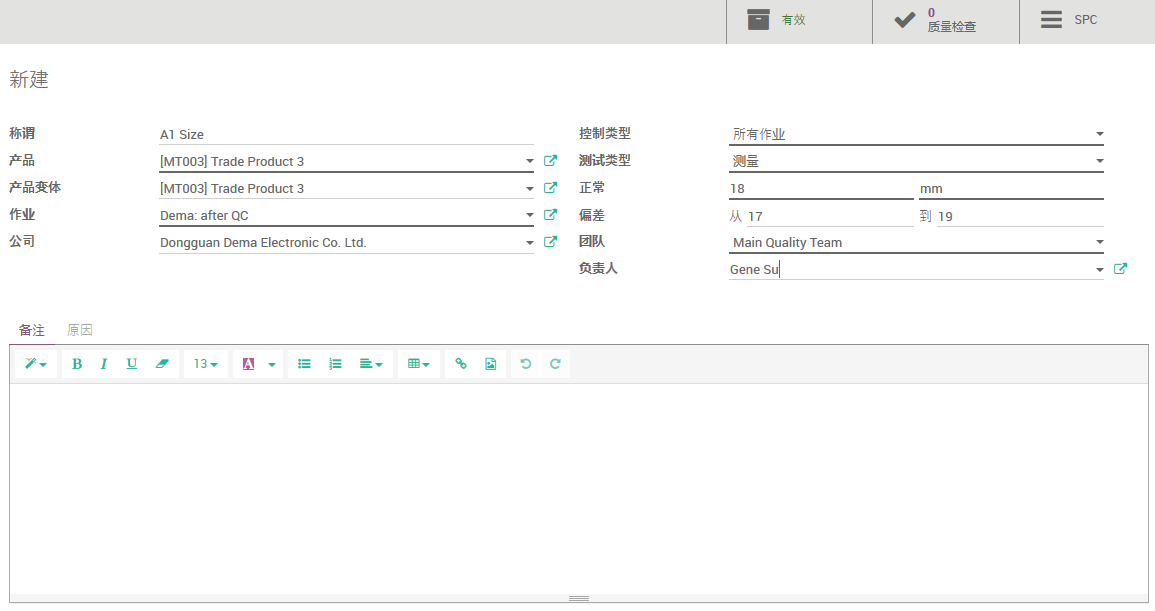 有效
0
质量检查
SPC
新建
称谓 A1 Size
产品 [MT003] Trade Product 3
产品变体 [MT003] Trade Product 3
作业 Dema: after QC
公司 Dongguan Dema Electronic Co. Ltd.
控制类型 所有作业
测试类型 测量
正常 18 mm
偏差 从 17 到 19
团队 Main Quality Team
负责人 Gene Su
备注 原因
B I U 13 A